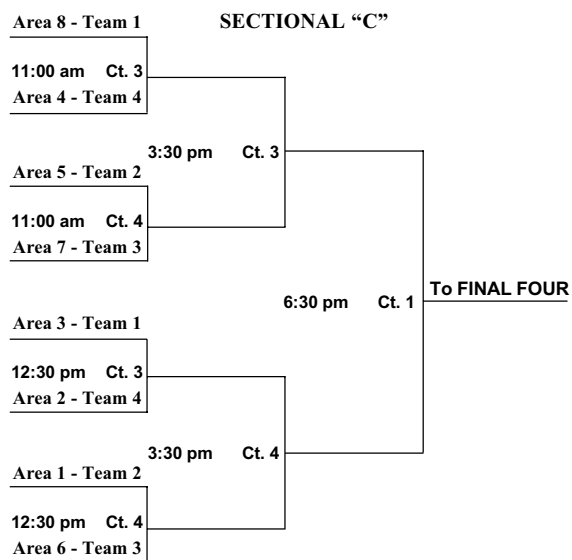 Area 8 - Team 1
SECTIONAL “C”
11:00 am Ct. 3
Area 4 - Team 4
3:30 pm Ct. 3
Area 5 - Team 2
11:00 am Ct. 4
Area 7 - Team 3
6:30 pm Ct. 1
To FINAL FOUR
Area 3 - Team 1
12:30 pm Ct. 3
Area 2 - Team 4
3:30 pm Ct. 4
Area 1 - Team 2
12:30 pm Ct. 4
Area 6 - Team 3